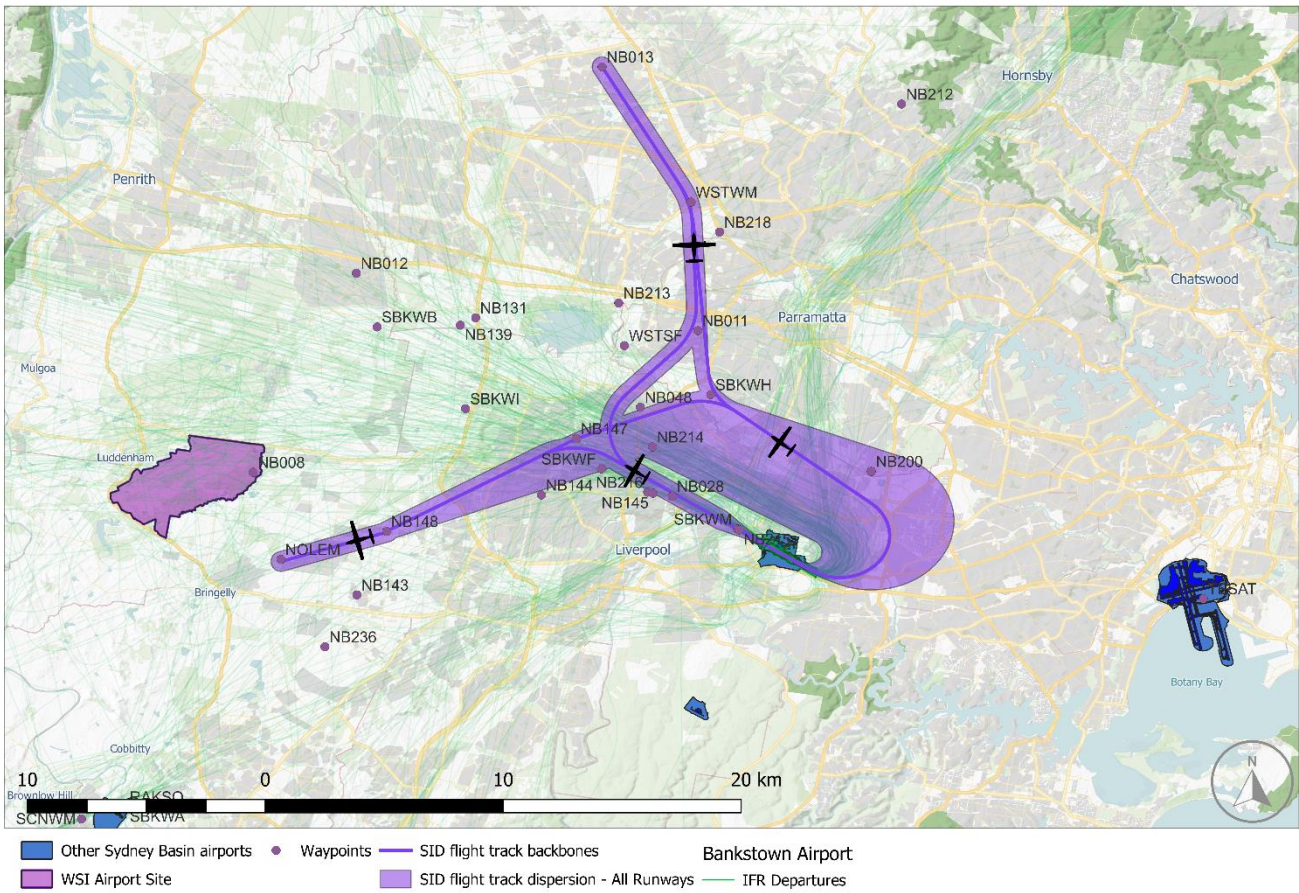 NB013
Hornsby
NB212
Penrith
WSTWM
NB218
NB012
Chatswood
NB213
NB131
SBKWB
NB139
Parramatta
NB011
WSTSF
Mulgoa
SBKWH
NB048
SBKWI
NB147
NB214
Luddenham
NB008
SBKWF
NB200
NB144
NB145
NB028
SBKWM
NB148
Liverpool
NOLEM
Bringelly
NB143
NB236
Botany Bay
Cobbitty
10 0 10 20 km
N
Brownlow Hill
RAKSO
SCNWM
SBKWA
Other Sydney Basin airports Waypoints SID flight track backbones Bankstown Airport
WSI Airport Site SID flight track dispersion - All Runways IFR Departures